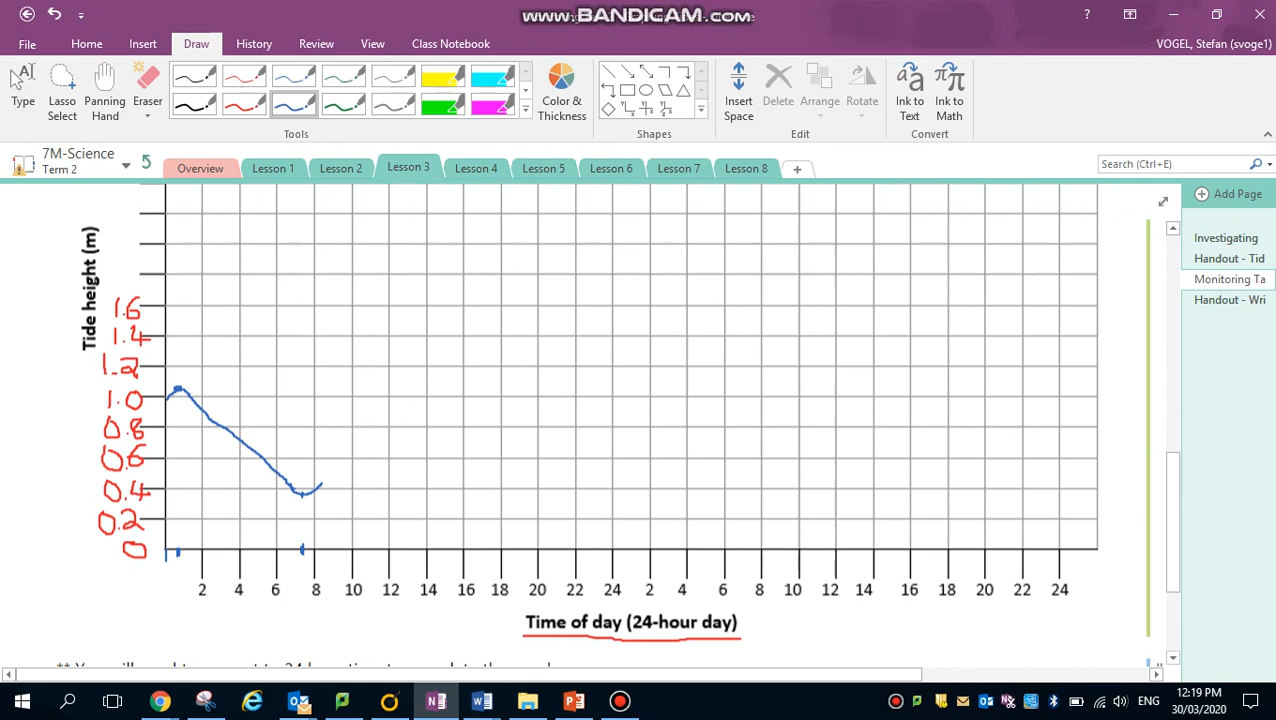 www.BANDICAM.com
VOGEL, Stefan (svoge1)
File Home Insert Draw History Review View Class Notebook
Type Lasso Select Panning Hand Eraser Color & Thickness Insert Space Delete Arrange Rotate Ink to Text Ink to Math
Tools Shapes Edit Convert
7M-Science
Term 2
Overview Lesson 1 Lesson 2 Lesson 3 Lesson 4 Lesson 5 Lesson 6 Lesson 7 Lesson 8
Search (Ctrl+E)
Add Page
Investigating
Handout - Tid
Monitoring Ta
Handout - Wri
Tide height (m)
1.6
1.4
1.2
1.0
0.8
0.6
0.4
0.2
0
2 4 6 8 10 12 14 16 18 20 22 24 2 4 6 8 10 12 14 16 18 20 22 24
Time of day (24-hour day)
ENG
12:19 PM
30/03/2020